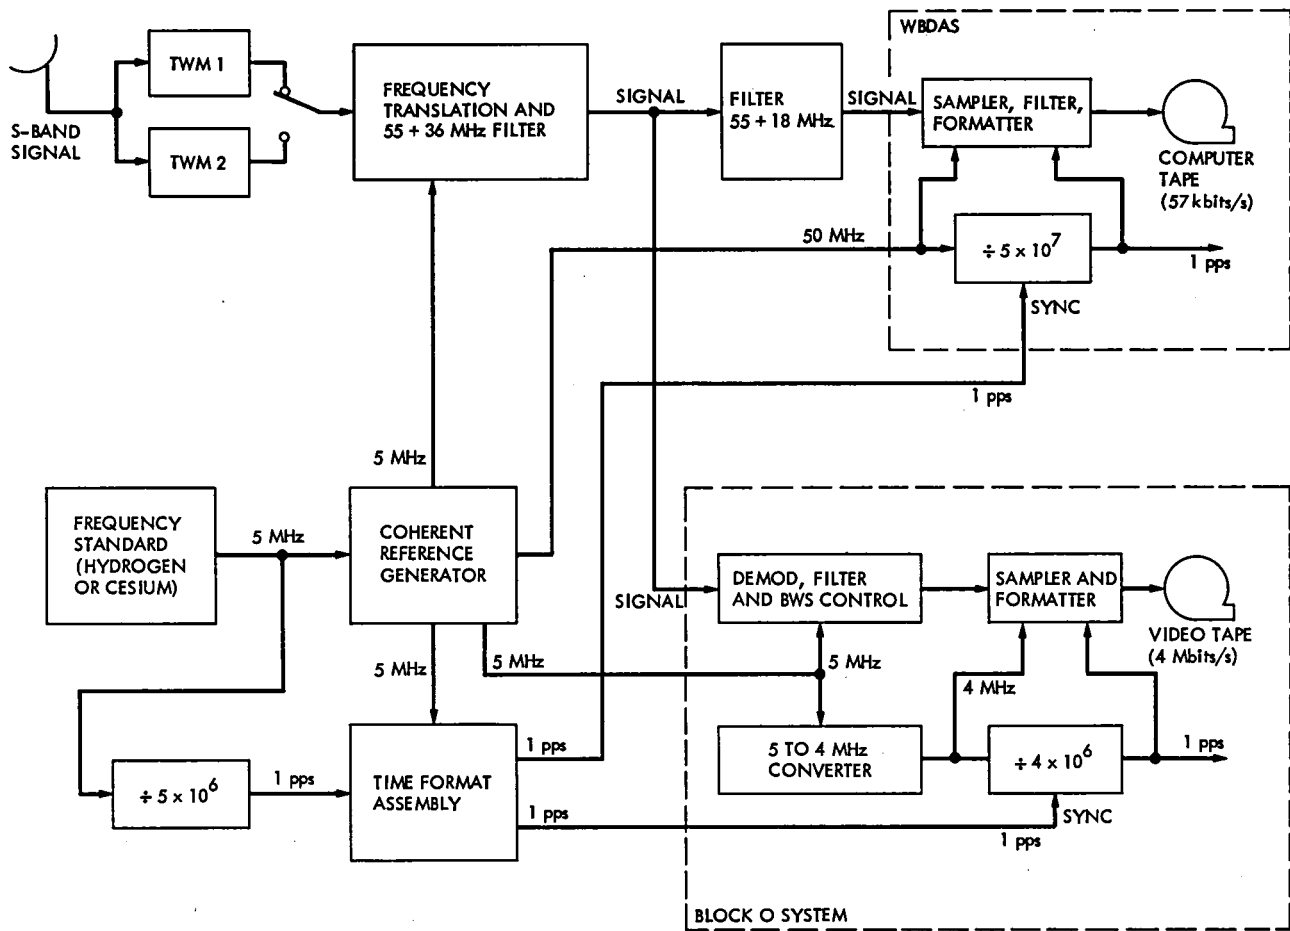 WBDAS
TWM 1
S-BAND
SIGNAL
TWM 2
FREQUENCY
TRANSLATION AND
55 + 36 MHz FILTER
SIGNAL
FILTER
55 + 18 MHz
SIGNAL
SAMPLER, FILTER,
FORMATTER
COMPUTER
TAPE
(57 kbits/s)
50 MHz
÷ 5 × 10⁷
1 pps
SYNC
1 pps
5 MHz
FREQUENCY
STANDARD
(HYDROGEN
OR CESIUM)
5 MHz
COHERENT
REFERENCE
GENERATOR
SIGNAL
DEMOD, FILTER
AND BWS CONTROL
SAMPLER AND
FORMATTER
VIDEO TAPE
(4 Mbits/s)
5 MHz
5 MHz
5 MHz
4 MHz
÷ 5 × 10⁶
1 pps
TIME FORMAT
ASSEMBLY
1 pps
5 TO 4 MHz
CONVERTER
÷ 4 × 10⁶
1 pps
1 pps
1 pps
SYNC
BLOCK O SYSTEM